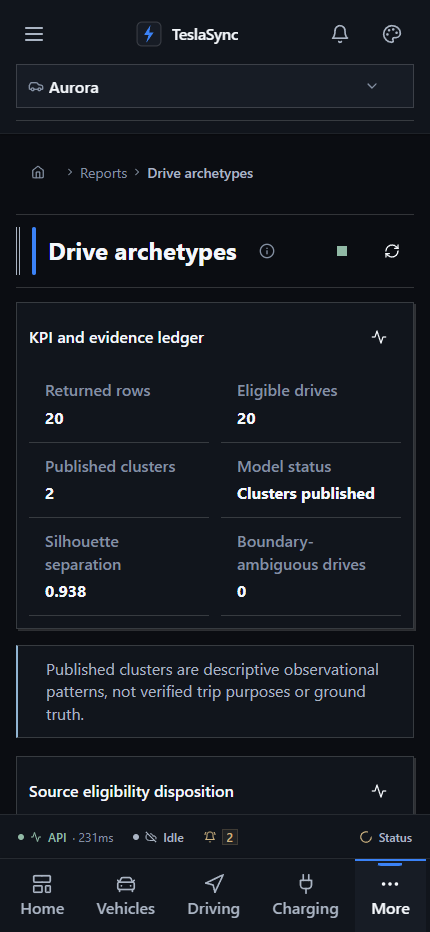 TeslaSync
Aurora
Reports
Drive archetypes
Drive archetypes
KPI and evidence ledger
Returned rows
20
Eligible drives
20
Published clusters
2
Model status
Clusters published
Silhouette
separation
0.938
Boundary-
ambiguous drives
0
Published clusters are descriptive observational
patterns, not verified trip purposes or ground
truth.
Source eligibility disposition
API · 231ms
Idle
2
Status
Home
Vehicles
Driving
Charging
More